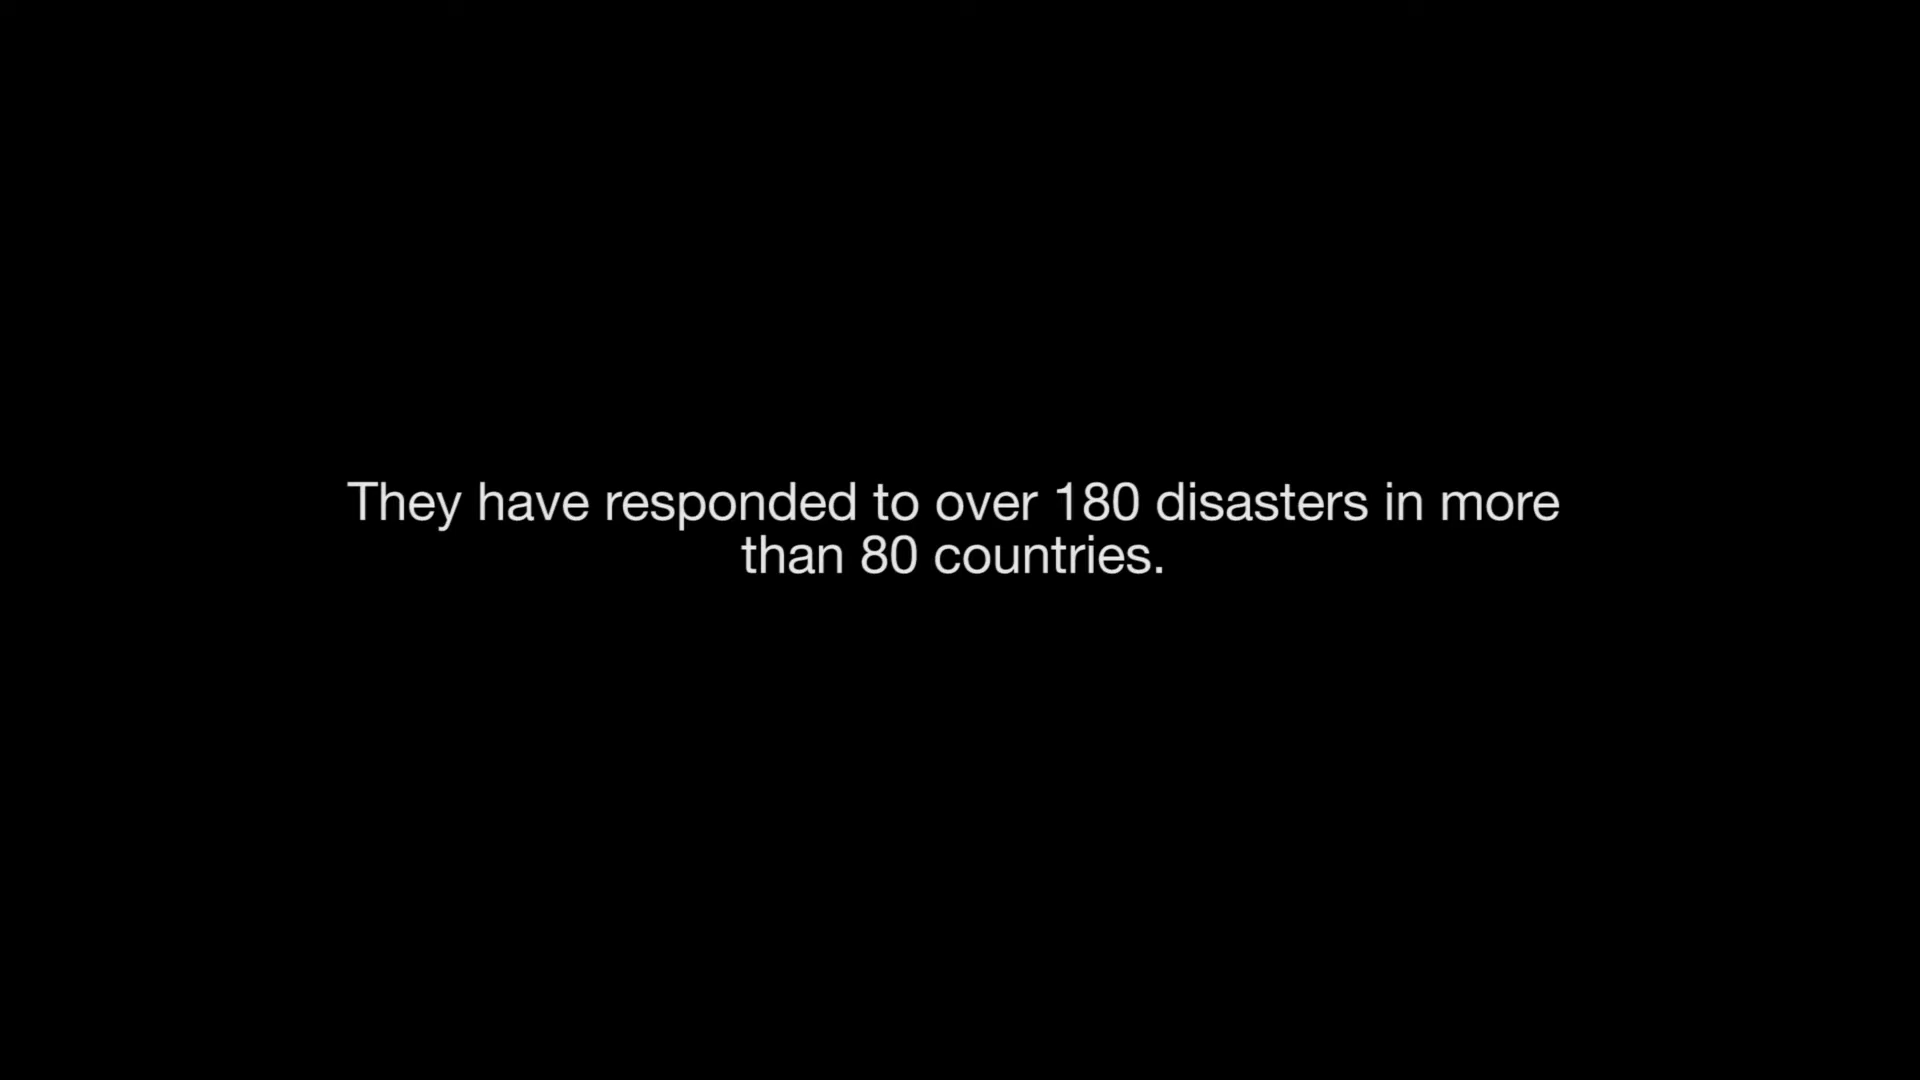 They have responded to over 180 disasters in more
than 80 countries.